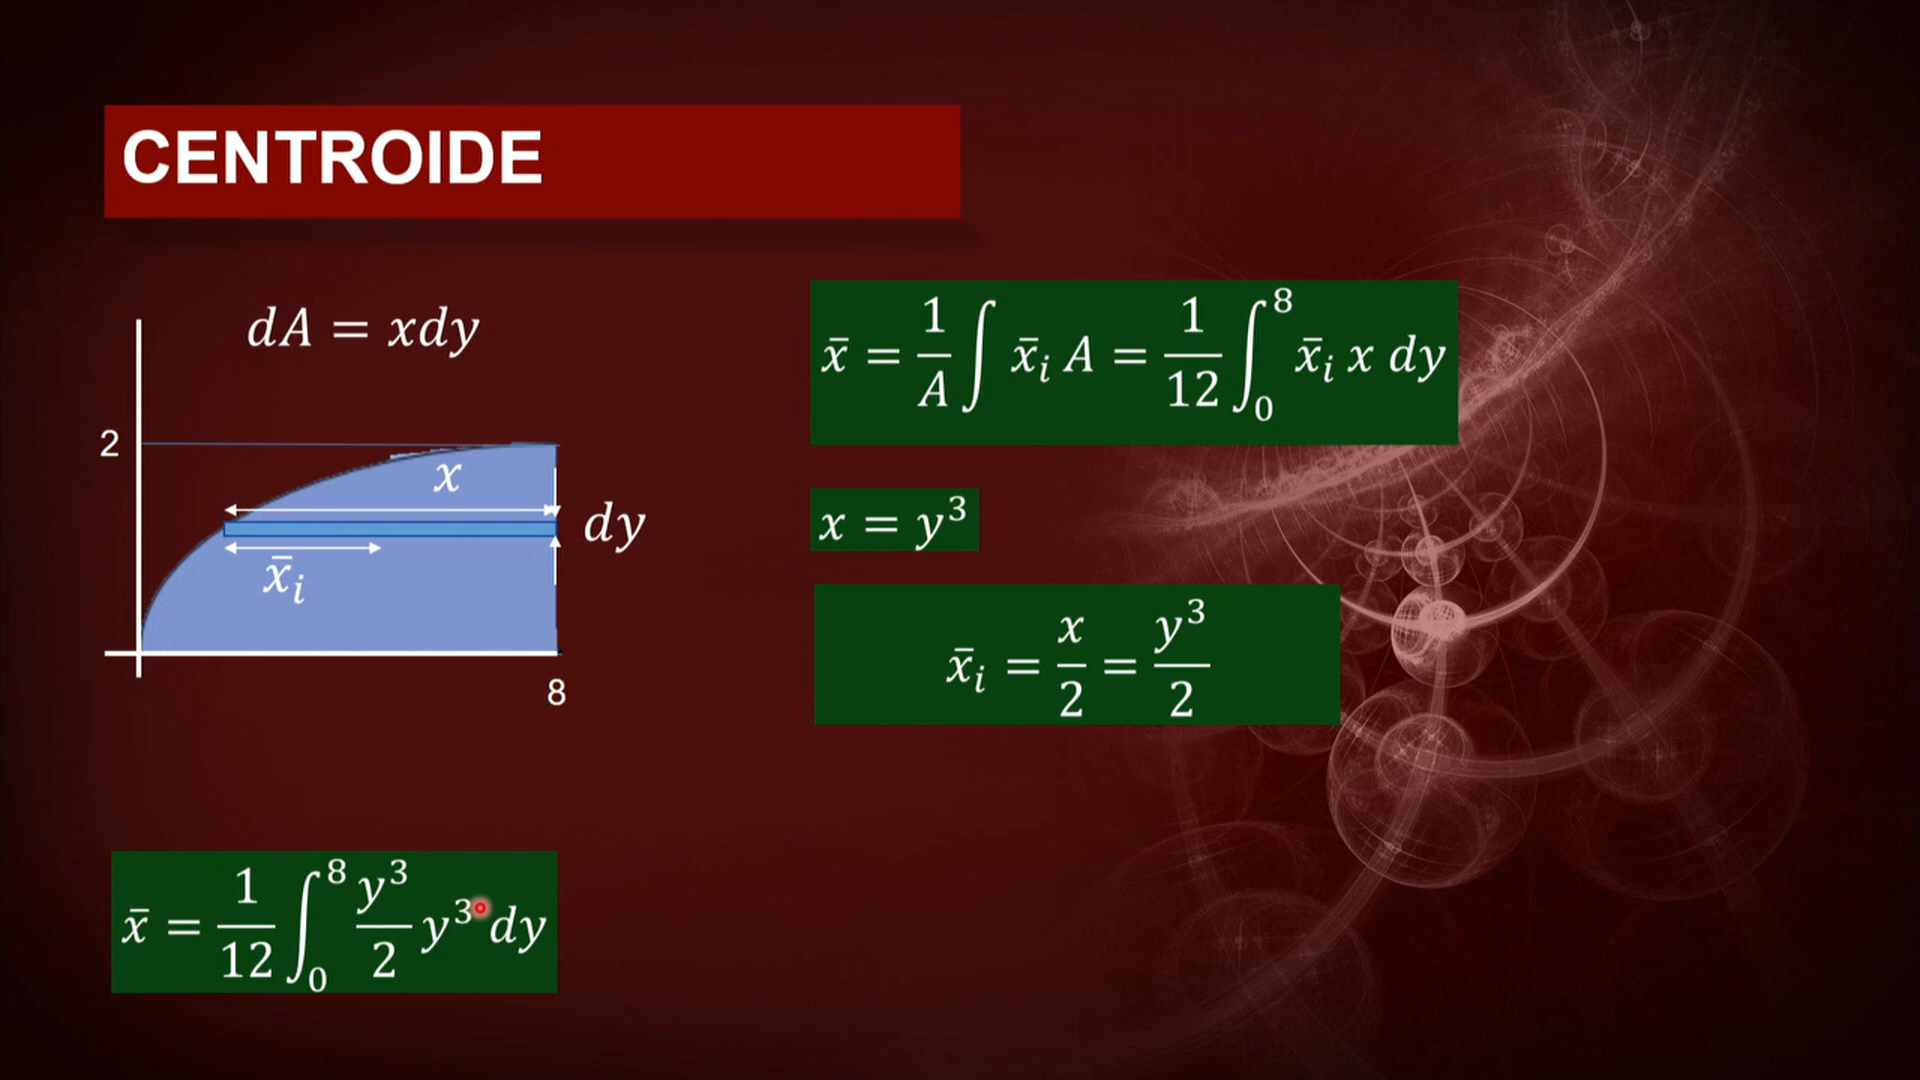 CENTROIDE
dA = xdy
x̄ = 1/A ∫ x̄ᵢ A = 1/12 ∫₀⁸ x̄ᵢ x dy
2
x
dy
x̄ᵢ
8
x = y³
x̄ᵢ = x/2 = y³/2
x̄ = 1/12 ∫₀⁸ y³/2 y³ dy